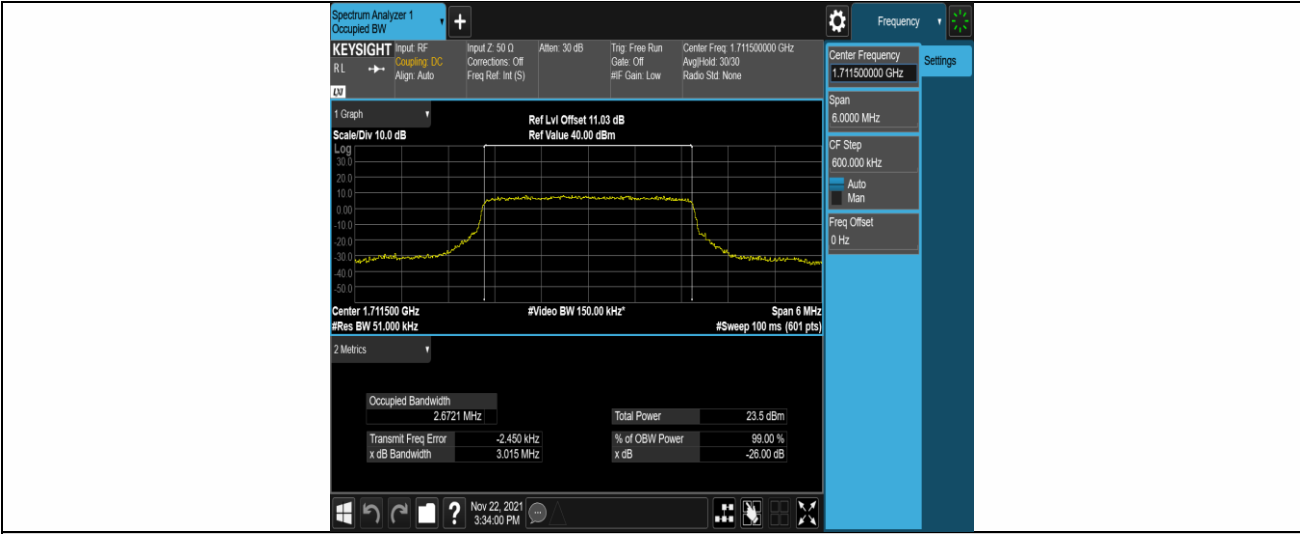 Spectrum Analyzer 1
Occupied BW
+
Frequency
KEYSIGHT
RL
LXI
Input: RF
Coupling: DC
Align: Auto
Input Z: 50 Ω
Corrections: Off
Freq Ref: Int (S)
Atten: 30 dB
Trig: Free Run
Gate: Off
#IF Gain: Low
Center Freq: 1.711500000 GHz
Avg|Hold: 30/30
Radio Std: None
Center Frequency
1.711500000 GHz
Settings
Span
6.0000 MHz
CF Step
600.000 kHz
Auto
Man
Freq Offset
0 Hz
1 Graph
Scale/Div 10.0 dB
Ref Lvl Offset 11.03 dB
Ref Value 40.00 dBm
Log
30.0
20.0
10.0
0.00
-10.0
-20.0
-30.0
-40.0
-50.0
Center 1.711500 GHz
#Video BW 150.00 kHz*
Span 6 MHz
#Res BW 51.000 kHz
#Sweep 100 ms (601 pts)
2 Metrics
Occupied Bandwidth
2.6721 MHz
Total Power 23.5 dBm
Transmit Freq Error -2.450 kHz
% of OBW Power 99.00 %
x dB Bandwidth 3.015 MHz
x dB -26.00 dB
?
Nov 22, 2021
3:34:00 PM